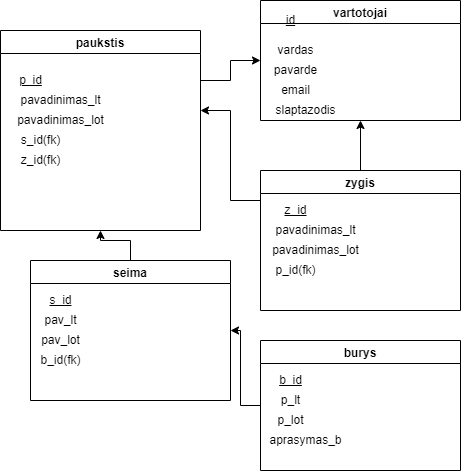 vartotojai
id
vardas
pavarde
email
slaptazodis
paukstis
p_id
pavadinimas_lt
pavadinimas_lot
s_id(fk)
z_id(fk)
zygis
z_id
pavadinimas_lt
pavadinimas_lot
p_id(fk)
seima
s_id
pav_lt
pav_lot
b_id(fk)
burys
b_id
p_lt
p_lot
aprasymas_b